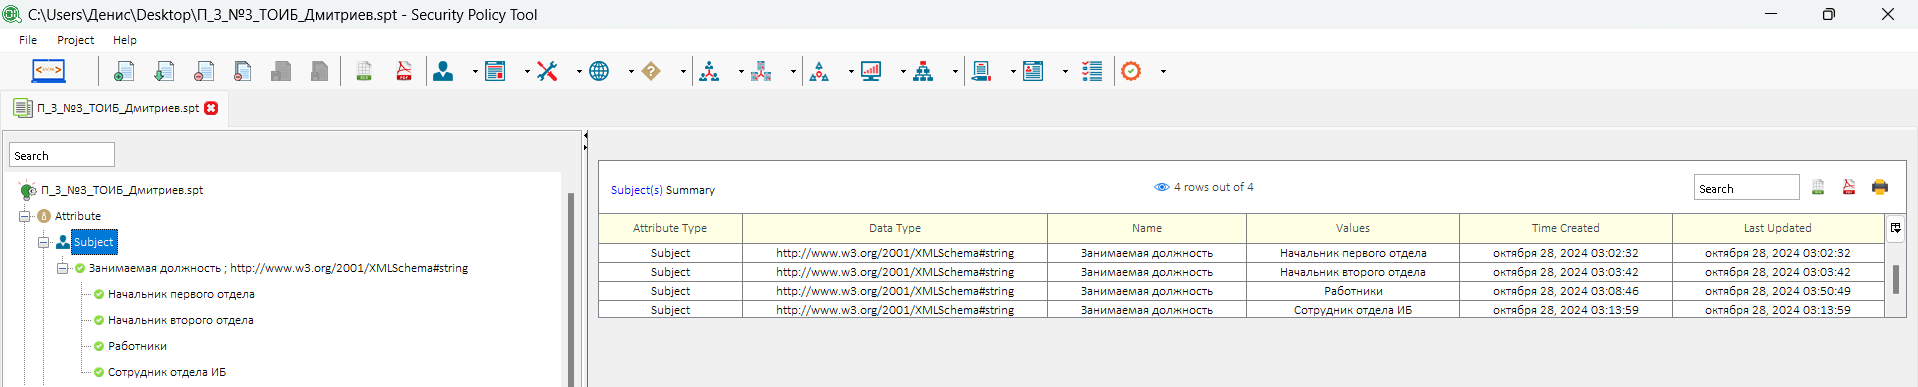 C:\Users\Денис\Desktop\П_3_№3_ТОИБ_Дмитриев.spt - Security Policy Tool
File Project Help
П_3_№3_ТОИБ_Дмитриев.spt
Search
П_3_№3_ТОИБ_Дмитриев.spt
Attribute
Subject
Занимаемая должность ; http://www.w3.org/2001/XMLSchema#string
Начальник первого отдела
Начальник второго отдела
Работники
Сотрудник отдела ИБ
Subject(s) Summary 4 rows out of 4 Search
Attribute Type Data Type Name Values Time Created Last Updated
Subject http://www.w3.org/2001/XMLSchema#string Занимаемая должность Начальник первого отдела октября 28, 2024 03:02:32 октября 28, 2024 03:02:32
Subject http://www.w3.org/2001/XMLSchema#string Занимаемая должность Начальник второго отдела октября 28, 2024 03:03:42 октября 28, 2024 03:03:42
Subject http://www.w3.org/2001/XMLSchema#string Занимаемая должность Работники октября 28, 2024 03:08:46 октября 28, 2024 03:50:49
Subject http://www.w3.org/2001/XMLSchema#string Занимаемая должность Сотрудник отдела ИБ октября 28, 2024 03:13:59 октября 28, 2024 03:13:59